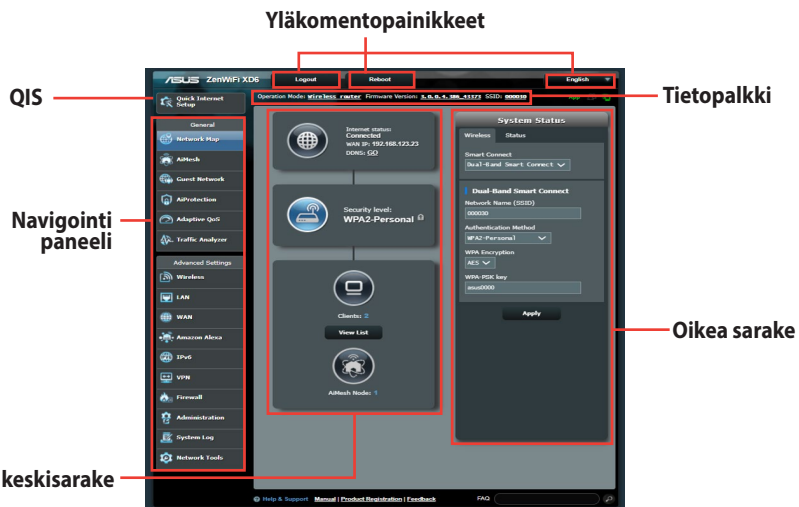 Yläkomentopainikkeet
ASUS ZenWiFi XD6
Logout
Reboot
English
QIS
Quick Internet
Setup
Operation Mode: Wireless router Firmware Version: 3.0.0.4.386_43373 SSID: 000030
App
Tietopalkki
General
Network Map
AiMesh
Guest Network
AiProtection
Adaptive QoS
Traffic Analyzer
Navigointi
paneeli
Advanced Settings
Wireless
LAN
WAN
Amazon Alexa
IPv6
VPN
Firewall
Administration
System Log
Network Tools
Internet status:
Connected
WAN IP: 192.168.123.23
DDNS: GO
Security level:
WPA2-Personal
Clients: 2
View List
AiMesh Node: 1
System Status
Wireless Status
Smart Connect
Dual-Band Smart Connect
Dual-Band Smart Connect
Network Name (SSID)
000030
Authentication Method
WPA2-Personal
WPA Encryption
AES
WPA-PSK key
asus0000
Apply
Oikea sarake
keskisarake
Help & Support Manual | Product Registration | Feedback
FAQ